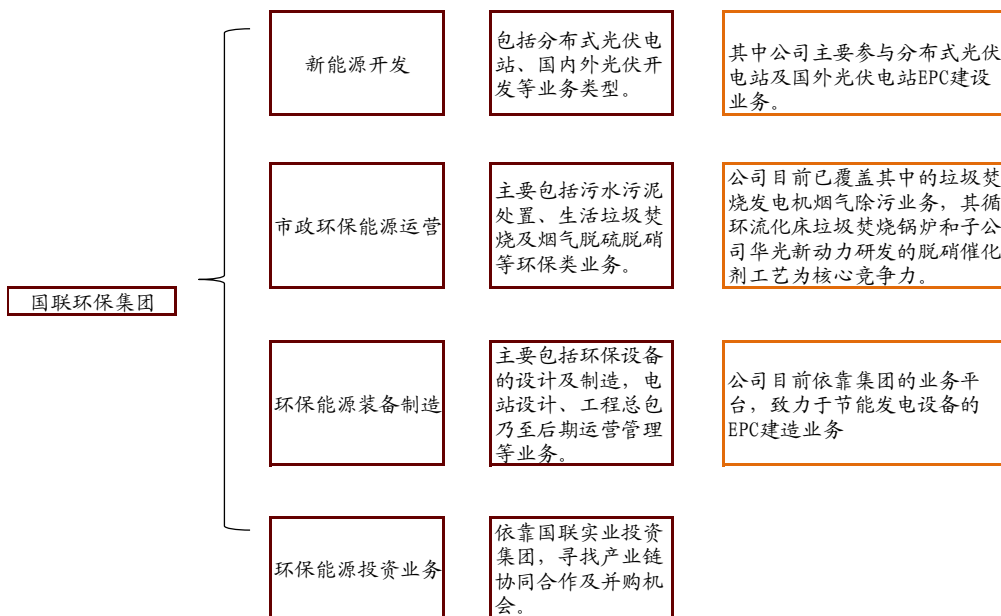 国联环保集团
新能源开发
包括分布式光伏电
站、国内外光伏开
发等业务类型。
其中公司主要参与分布式光伏
电站及国外光伏电站EPC建设
业务。
市政环保能源运营
主要包括污水污泥
处置、生活垃圾焚
烧及烟气脱硫脱硝
等环保类业务。
公司目前已覆盖其中的垃圾焚
烧发电机烟气除污业务，其循
环流化床垃圾焚烧锅炉和子公
司华光新动力研发的脱硝催化
剂工艺为核心竞争力。
环保能源装备制造
主要包括环保设备
的设计及制造，电
站设计、工程总包
乃至后期运营管理
等业务。
公司目前依靠集团的业务平
台，致力于节能发电设备的
EPC建造业务
环保能源投资业务
依靠国联实业投资
集团，寻找产业链
协同合作及并购机
会。